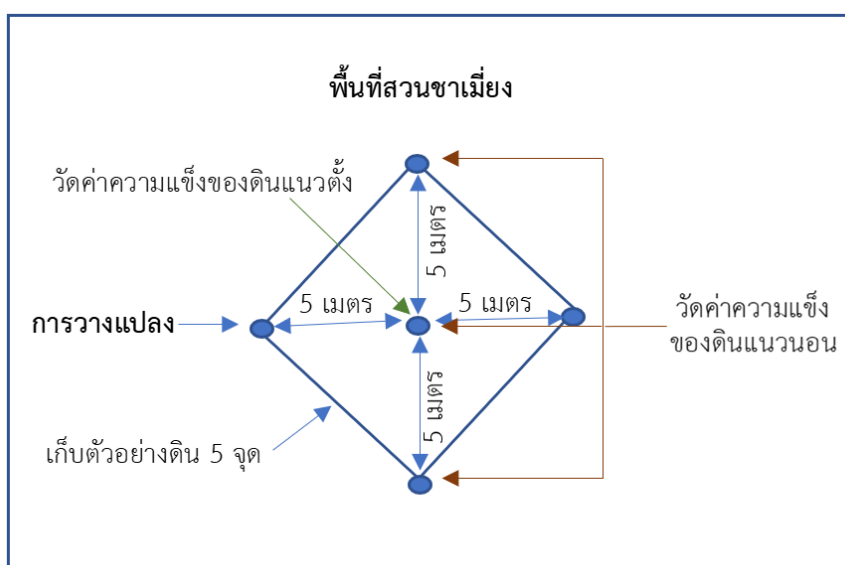 พื้นที่สวนชาเมี่ยง
วัดค่าความแข็งของดินแนวตั้ง
5 เมตร
5 เมตร
5 เมตร
การวางแปลง
วัดค่าความแข็ง
ของดินแนวนอน
5 เมตร
เก็บตัวอย่างดิน 5 จุด